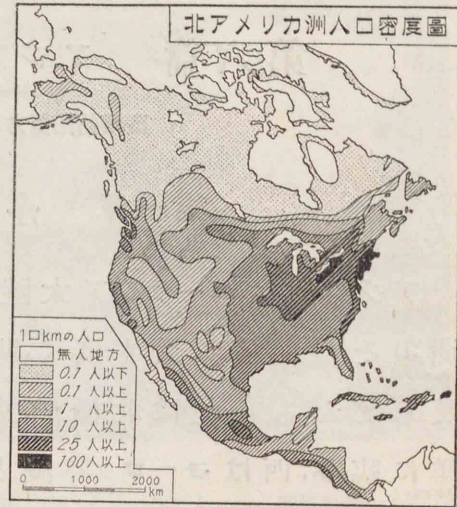 北アメリカ洲人口密度圖
1口kmの人口
無人地方
0.1 人以下
0.1 人以上
1 人以上
10 人以上
25 人以上
100人以上
0 1000 2000
km